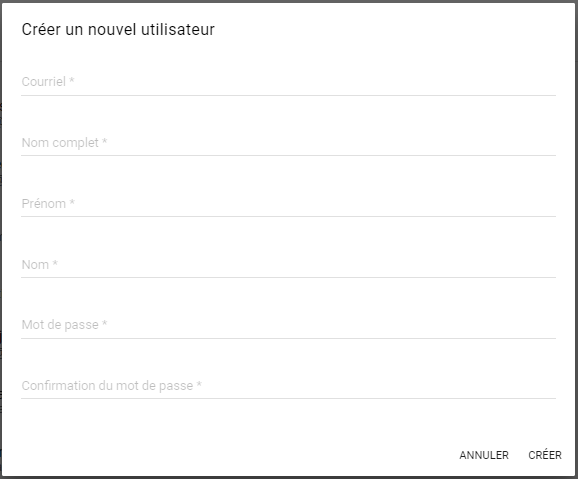 Créer un nouvel utilisateur
Courriel *
Nom complet *
Prénom *
Nom *
Mot de passe *
Confirmation du mot de passe *
ANNULER CRÉER